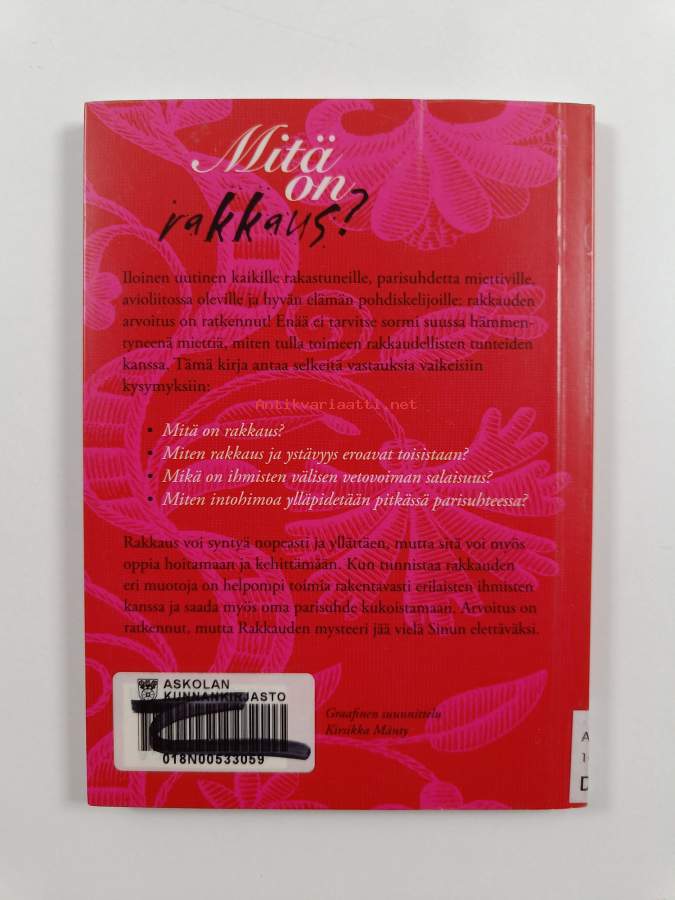 Mitä
on
rakkaus?
Iloinen uutinen kaikille rakastuneille, parisuhdetta miettiville,
avioliitossa oleville ja hyvän elämän pohdiskelijoille: rakkauden
arvoitus on ratkennut! Enää ei tarvitse sormi suussa hämmen-
tyneenä miettiä, miten tulla toimeen rakkaudellisten tunteiden
kanssa. Tämä kirja antaa selkeitä vastauksia vaikeisiin
kysymyksiin:
Antikvariaatti.net
• Mitä on rakkaus?
• Miten rakkaus ja ystävyys eroavat toisistaan?
• Mikä on ihmisten välisen vetovoiman salaisuus?
• Miten intohimoa ylläpidetään pitkässä parisuhteessa?
Rakkaus voi syntyä nopeasti ja yllättäen, mutta sitä voi myös
oppia hoitamaan ja kehittämään. Kun tunnistaa rakkauden
eri muotoja on helpompi toimia rakentavasti erilaisten ihmisten
kanssa ja saada myös oma parisuhde kukoistamaan. Arvoitus on
ratkennut, mutta Rakkauden mysteeri jää vielä Sinun elettäväksi.
ASKOLAN
KUNNANKIRJASTO
018N00533059
Graafinen suunnittelu
Kirsikka Mänty